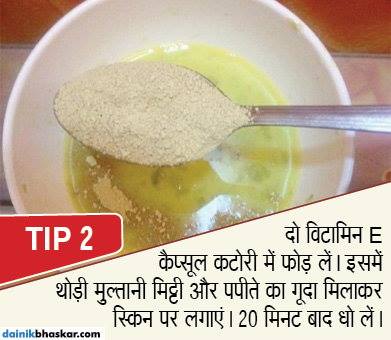 TIP 2
दो विटामिन E
कैप्सूल कटोरी में फोड़ लें। इसमें
थोड़ी मुल्तानी मिट्टी और पपीते का गूदा मिलाकर
स्किन पर लगाएं। 20 मिनट बाद धो लें।
dainikbhaskar.com